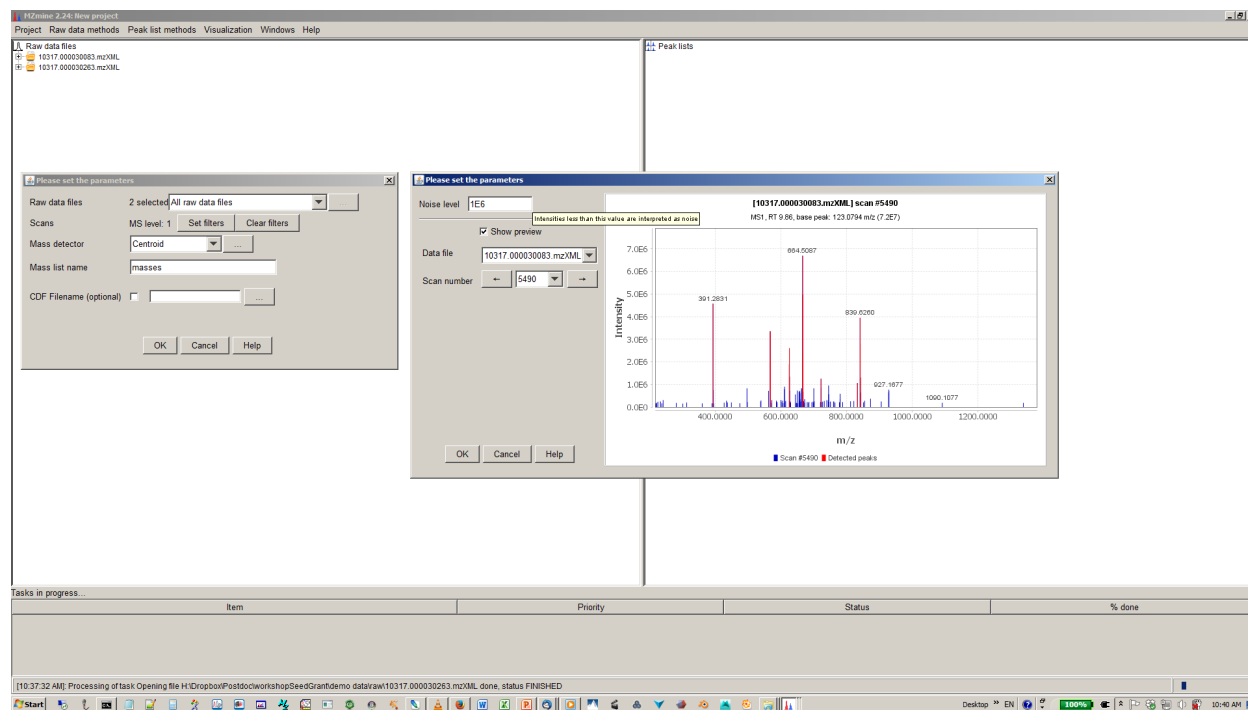 MZmine 2.24: New project
Project Raw data methods Peak list methods Visualization Windows Help
Raw data files
10317.000030083.mzXML
10317.000030263.mzXML
Peak lists
Please set the parameters
Raw data files 2 selected All raw data files ...
Scans MS level: 1 Set filters Clear filters
Mass detector Centroid ...
Mass list name masses
CDF Filename (optional) ...
OK Cancel Help
Please set the parameters
Noise level 1E6
Intensities less than this value are interpreted as noise
Show preview
Data file 10317.000030083.mzXML
Scan number ← 5490 →
OK Cancel Help
[10317.000030083.mzXML] scan #5490
MS1, RT 9.86, base peak: 123.0794 m/z (7.2E7)
Intensity
7.0E6
6.0E6
5.0E6
4.0E6
3.0E6
2.0E6
1.0E6
0.0E0
391.2831
664.5087
839.6260
927.1677
1090.1077
400.0000 600.0000 800.0000 1000.0000 1200.0000
m/z
Scan #5490 Detected peaks
Tasks in progress...
Item Priority Status % done
[10:37:32 AM]: Processing of task Opening file H:\Dropbox\Postdoc\workshopSeedGrant\demo data\raw\10317.000030263.mzXML done, status FINISHED
Start Desktop » EN 100% 10:40 AM